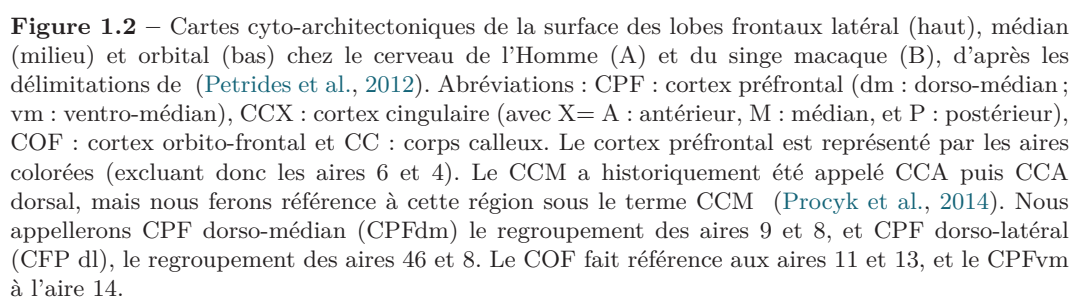 Figure 1.2 – Cartes cyto-architectoniques de la surface des lobes frontaux latéral (haut), médian
(milieu) et orbital (bas) chez le cerveau de l'Homme (A) et du singe macaque (B), d'après les
délimitations de (Petrides et al., 2012). Abréviations : CPF : cortex préfrontal (dm : dorso-médian ;
vm : ventro-médian), CCX : cortex cingulaire (avec X= A : antérieur, M : médian, et P : postérieur),
COF : cortex orbito-frontal et CC : corps calleux. Le cortex préfrontal est représenté par les aires
colorées (excluant donc les aires 6 et 4). Le CCM a historiquement été appelé CCA puis CCA
dorsal, mais nous ferons référence à cette région sous le terme CCM (Procyk et al., 2014). Nous
appellerons CPF dorso-médian (CPFdm) le regroupement des aires 9 et 8, et CPF dorso-latéral
(CFP dl), le regroupement des aires 46 et 8. Le COF fait référence aux aires 11 et 13, et le CPFvm
à l'aire 14.